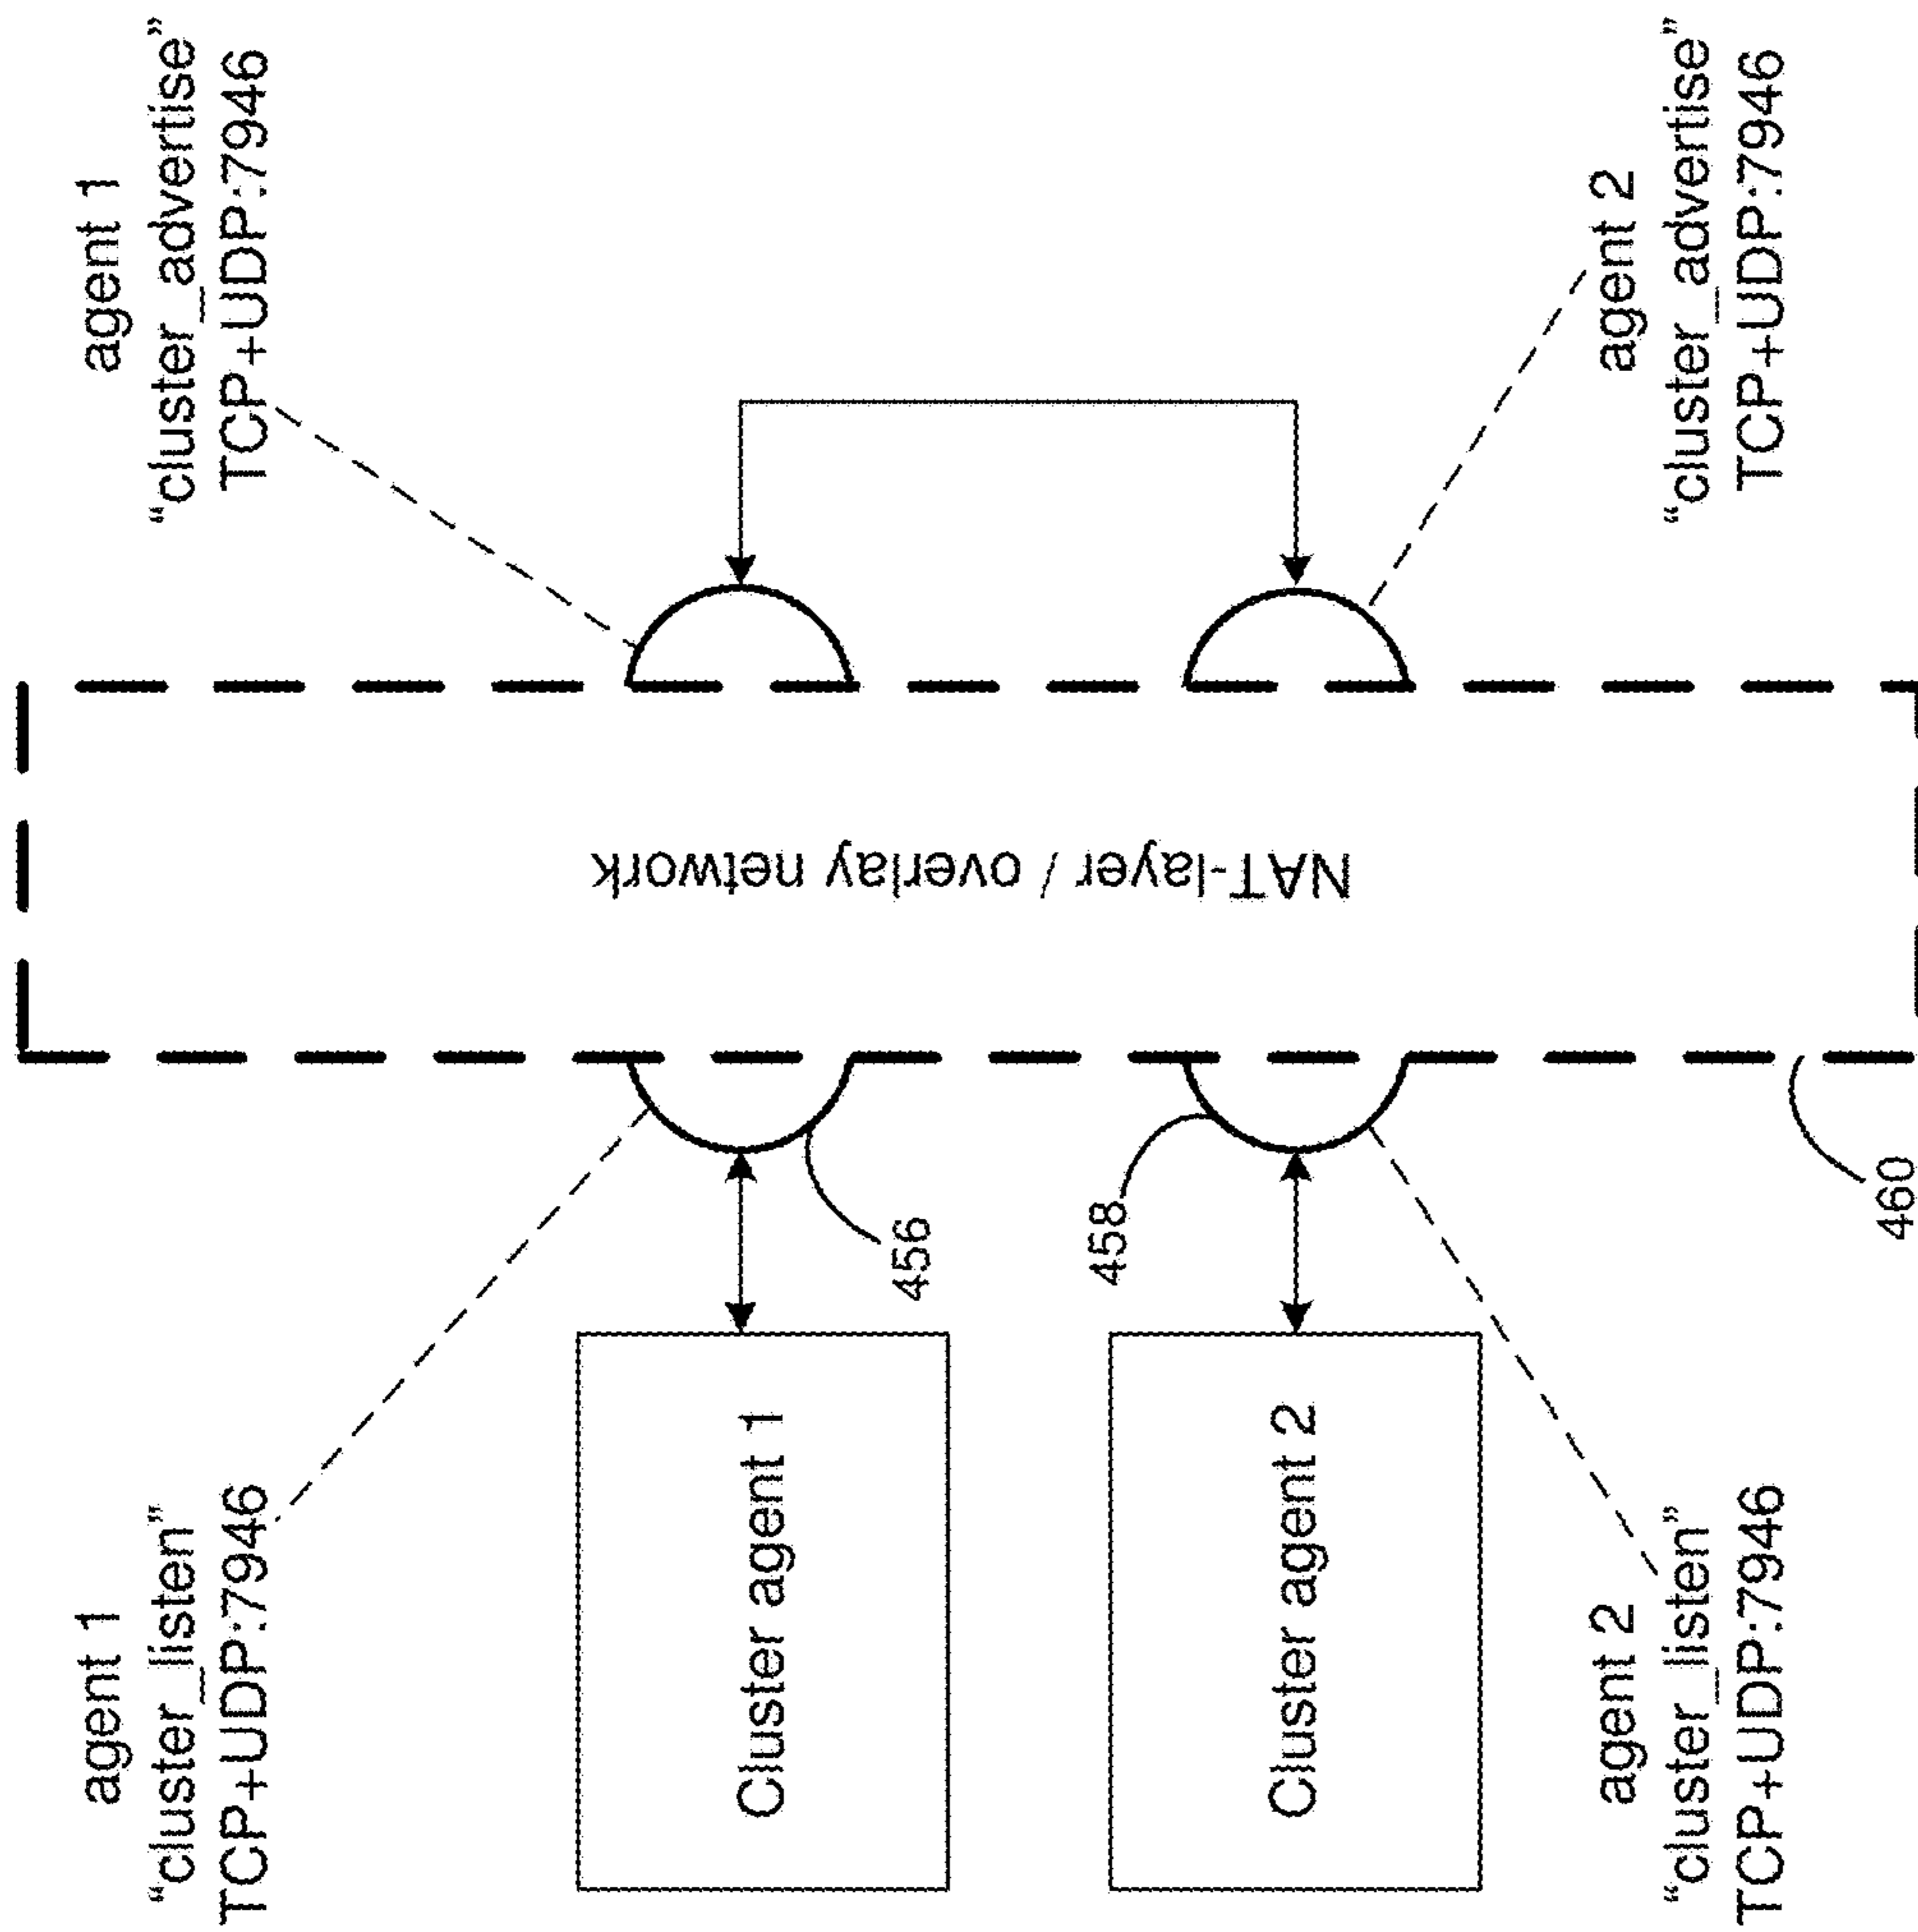 agent 1
“cluster_listen”
TCP+UDP:7946
agent 1
“cluster_advertise”
TCP+UDP:7946
Cluster agent 1
456
NAT-layer / overlay network
458
Cluster agent 2
agent 2
“cluster_listen”
TCP+UDP:7946
460
agent 2
“cluster_advertise”
TCP+UDP:7946